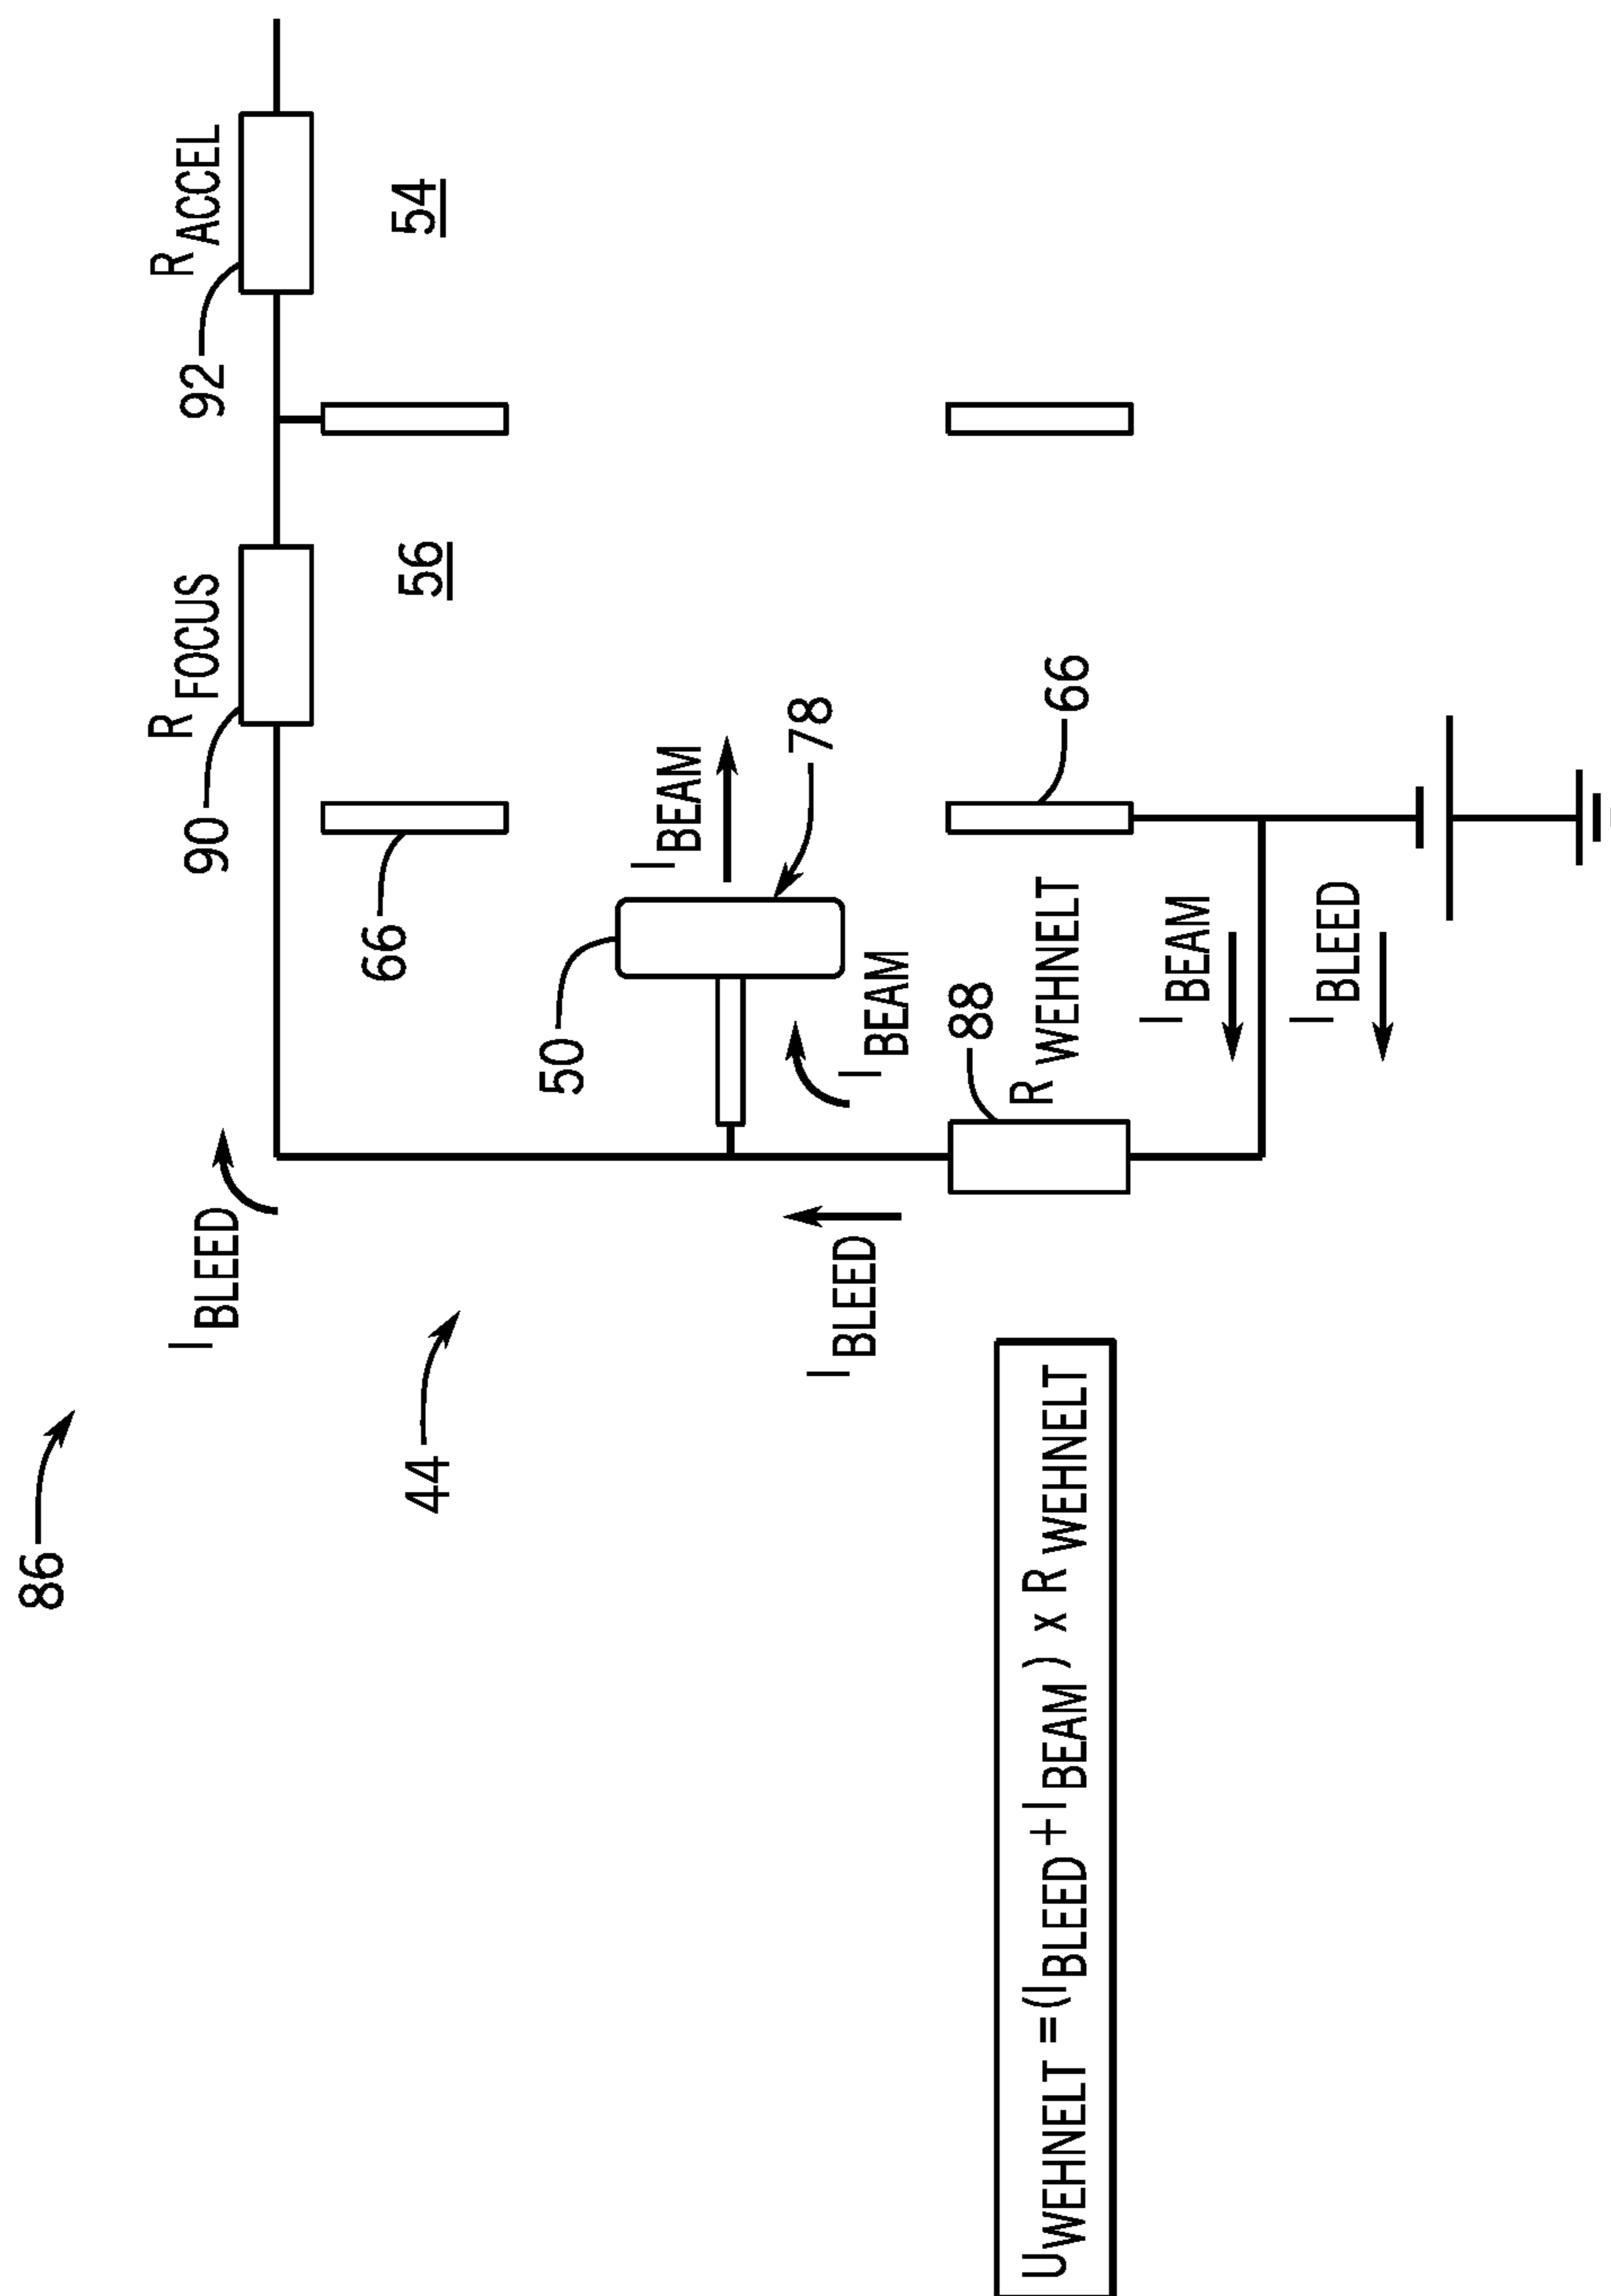 86
I BLEED
90
R FOCUS
92
R ACCEL
44
66
56
54
50
I BEAM
78
I BLEED
I BEAM
88
R WEHNELT
66
I BEAM
I BLEED
U WEHNELT = (I BLEED + I BEAM) x R WEHNELT